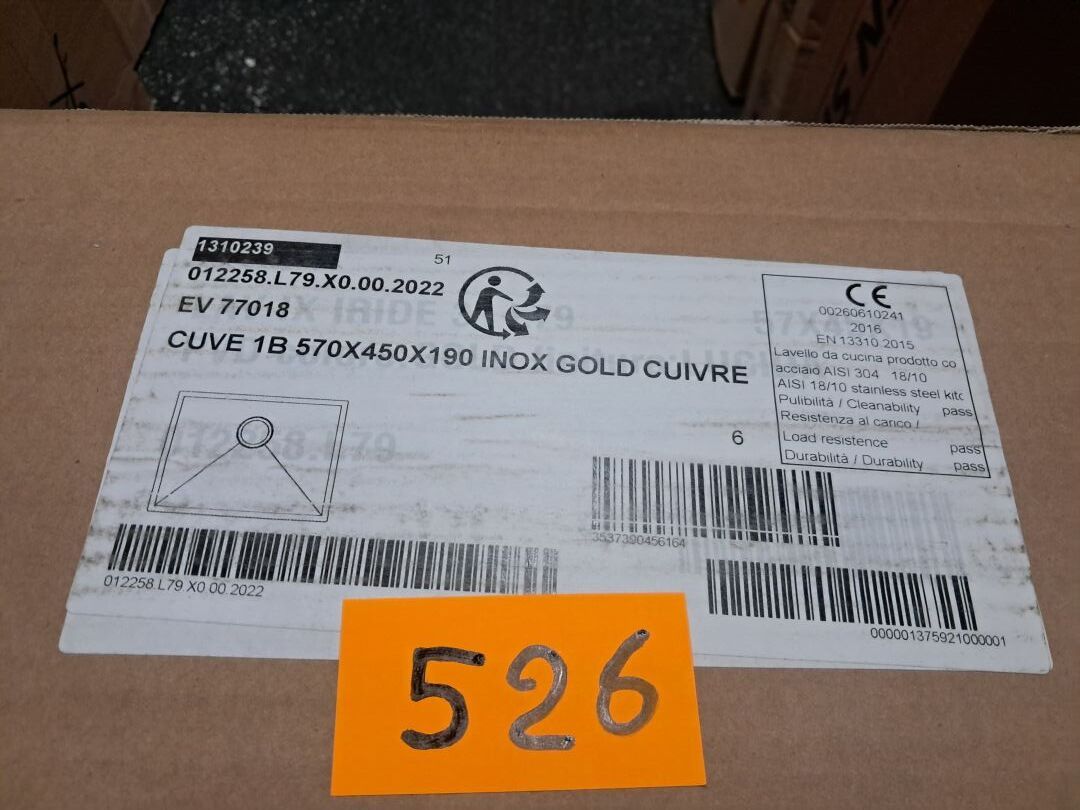 1310239
51
012258.L79.X0.00.2022
EV 77018
CUVE 1B 570X450X190 INOX GOLD CUIVRE
CE
00260610241
2016
EN 13310 2015
Lavello da cucina prodotto co
acciaio AISI 304 18/10
AISI 18/10 stainless steel kitc
Pulibilità / Cleanability pass
Resistenza al carico /
Load resistence pass
Durabilità / Durability pass
6
3537390456164
012258.L79 X0 00.2022
000001375921000001
526